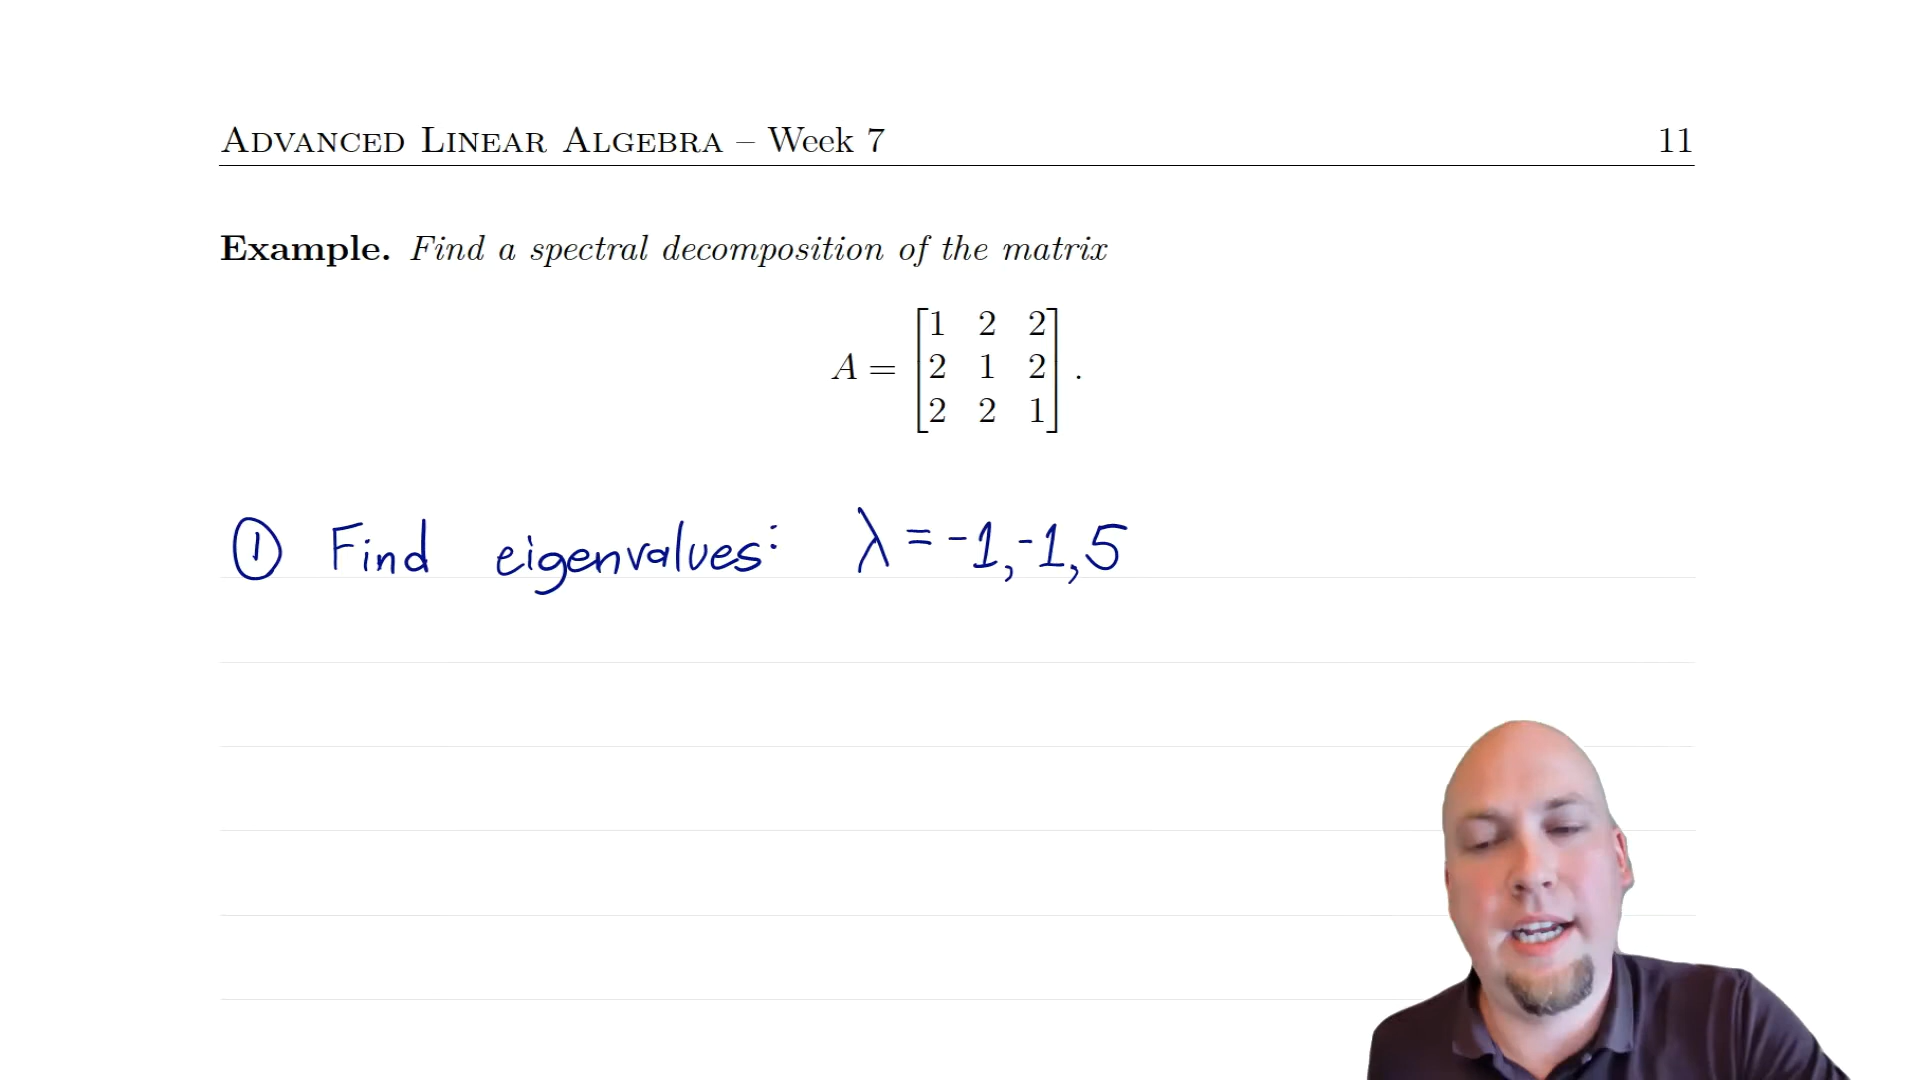 ADVANCED LINEAR ALGEBRA – Week 7 11
Example. Find a spectral decomposition of the matrix
A = [1 2 2
2 1 2
2 2 1].
① Find eigenvalues: λ = -1, -1, 5